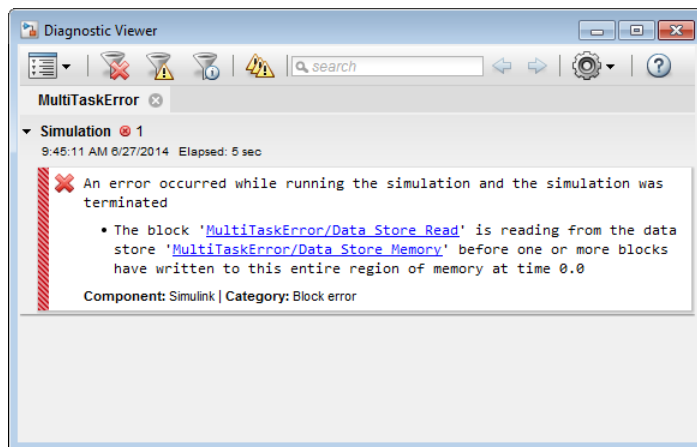 Diagnostic Viewer
search
MultiTaskError
Simulation 1
9:45:11 AM 6/27/2014 Elapsed: 5 sec
An error occurred while running the simulation and the simulation was
terminated
• The block 'MultiTaskError/Data Store Read' is reading from the data
store 'MultiTaskError/Data Store Memory' before one or more blocks
have written to this entire region of memory at time 0.0
Component: Simulink | Category: Block error